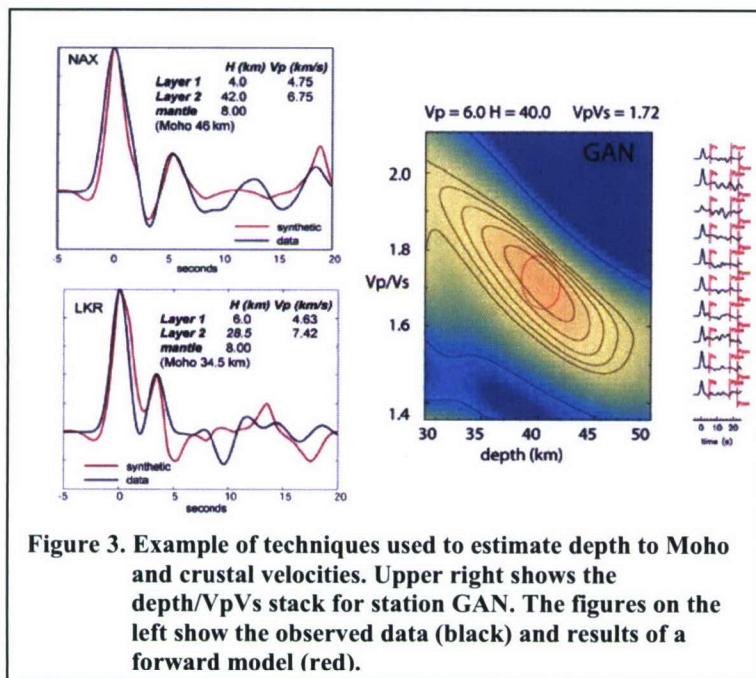 NAX
H (km) Vp (km/s)
Layer 1 4.0 4.75
Layer 2 42.0 6.75
mantle 8.00
(Moho 46 km)
synthetic
data
-5 0 5 10 15 20
seconds
LKR
H (km) Vp (km/s)
Layer 1 6.0 4.63
Layer 2 28.5 7.42
mantle 8.00
(Moho 34.5 km)
synthetic
data
-5 0 5 10 15 20
seconds
Vp = 6.0 H = 40.0 VpVs = 1.72
GAN
2.0
1.8
Vp/Vs
1.6
1.4
30 35 40 45 50
depth (km)
0 10 20
time (s)
Figure 3. Example of techniques used to estimate depth to Moho
and crustal velocities. Upper right shows the
depth/VpVs stack for station GAN. The figures on the
left show the observed data (black) and results of a
forward model (red).